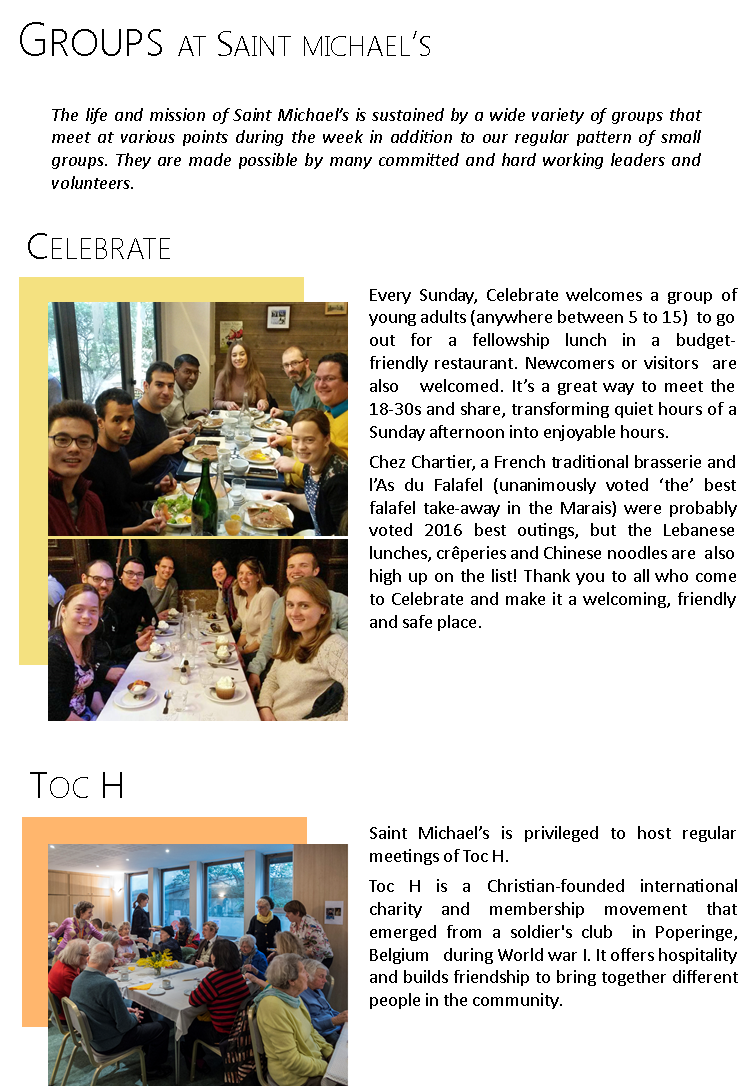 GROUPS AT SAINT MICHAEL'S
The life and mission of Saint Michael's is sustained by a wide variety of groups that
meet at various points during the week in addition to our regular pattern of small
groups. They are made possible by many committed and hard working leaders and
volunteers.
CELEBRATE
Every Sunday, Celebrate welcomes a group of
young adults (anywhere between 5 to 15) to go
out for a fellowship lunch in a budget-
friendly restaurant. Newcomers or visitors are
also welcomed. It's a great way to meet the
18-30s and share, transforming quiet hours of a
Sunday afternoon into enjoyable hours.
Chez Chartier, a French traditional brasserie and
l'As du Falafel (unanimously voted 'the' best
falafel take-away in the Marais) were probably
voted 2016 best outings, but the Lebanese
lunches, crêperies and Chinese noodles are also
high up on the list! Thank you to all who come
to Celebrate and make it a welcoming, friendly
and safe place.
TOC H
Saint Michael's is privileged to host regular
meetings of Toc H.
Toc H is a Christian-founded international
charity and membership movement that
emerged from a soldier's club in Poperinge,
Belgium during World war I. It offers hospitality
and builds friendship to bring together different
people in the community.